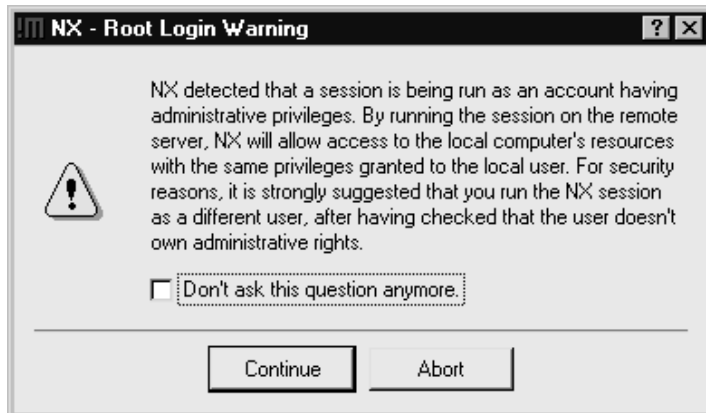 !M NX - Root Login Warning
NX detected that a session is being run as an account having
administrative privileges. By running the session on the remote
server, NX will allow access to the local computer's resources
with the same privileges granted to the local user. For security
reasons, it is strongly suggested that you run the NX session
as a different user, after having checked that the user doesn't
own administrative rights.
Don't ask this question anymore.
Continue Abort